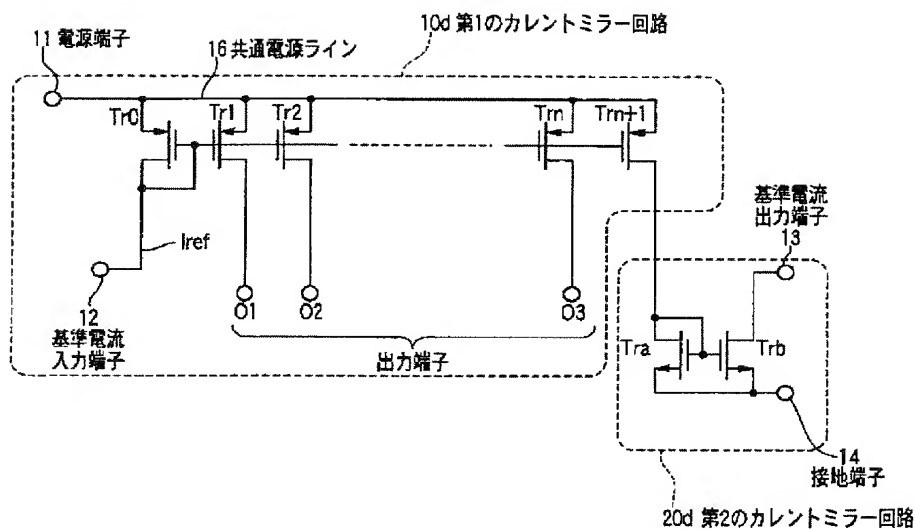 10d 第1のカレントミラー回路
11 電源端子
16 共通電源ライン
Tr0
Tr1
Tr2
Trn
Trn+1
Iref
12
基準電流
入力端子
O1
O2
O3
出力端子
基準電流
出力端子
13
Tra
Trb
14
接地端子
20d 第2のカレントミラー回路